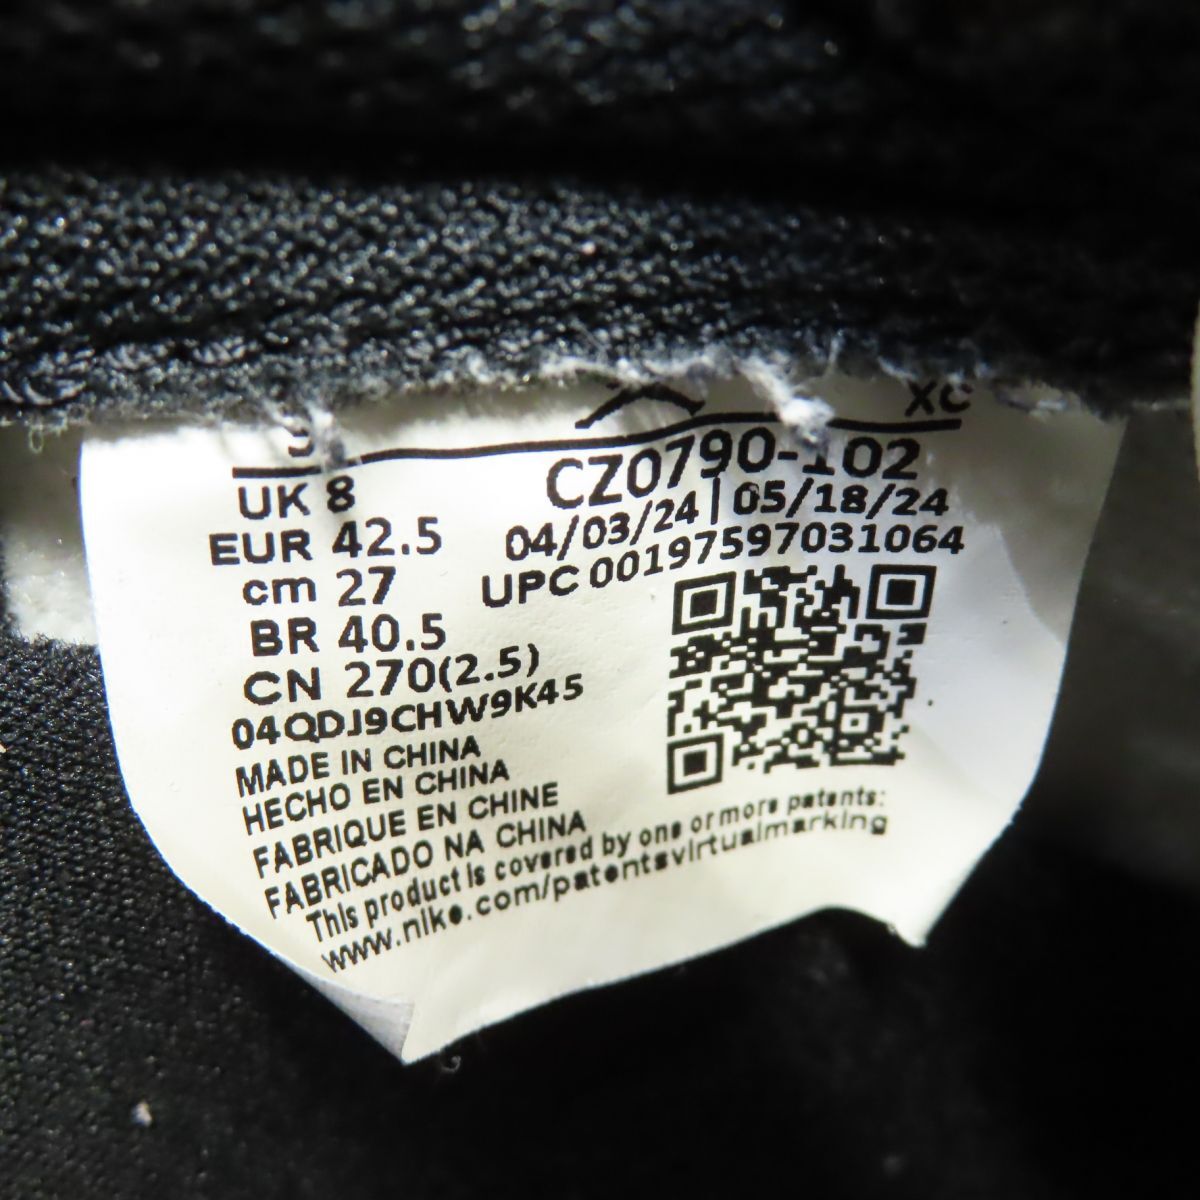 XC
UK 8
EUR 42.5
cm 27
BR 40.5
CN 270(2.5)
04QDJ9CHW9K45
CZ0790-102
04/03/24 | 05/18/24
UPC 00197597031064
MADE IN CHINA
HECHO EN CHINA
FABRIQUE EN CHINE
FABRICADO NA CHINA
This product is covered by one or more patents:
www.nike.com/patentsvirtualmarking